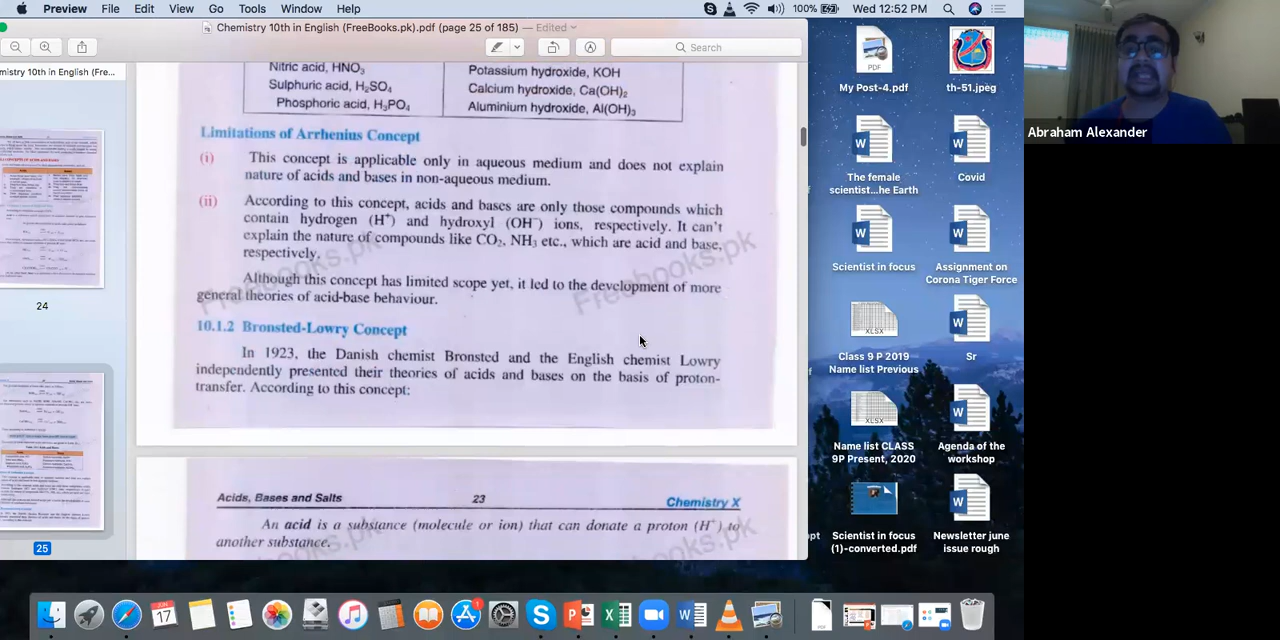 Preview File Edit View Go Tools Window Help 100% Wed 12:52 PM
Chemistry 10th in English (FreeBooks.pk).pdf (page 25 of 185) — Edited
Search
mistry 10th in English (Fre...
24
25
Nitric acid, HNO₃ Potassium hydroxide, KOH
Sulphuric acid, H₂SO₄ Calcium hydroxide, Ca(OH)₂
Phosphoric acid, H₃PO₄ Aluminium hydroxide, Al(OH)₃
Limitations of Arrhenius Concept
(i) This concept is applicable only in aqueous medium and does not explain
nature of acids and bases in non-aqueous medium.
(ii) According to this concept, acids and bases are only those compounds which
contain hydrogen (H⁺) and hydroxyl (OH⁻) ions, respectively. It can't
explain the nature of compounds like CO₂, NH₃ etc., which are acid and base,
respectively.
Although this concept has limited scope yet, it led to the development of more
general theories of acid-base behaviour.
Freebooks.pk
Freebooks.pk
10.1.2 Bronsted-Lowry Concept
In 1923, the Danish chemist Bronsted and the English chemist Lowry
independently presented their theories of acids and bases on the basis of proton-
transfer. According to this concept:
Acids, Bases and Salts 23 Chemistry X
An acid is a substance (molecule or ion) that can donate a proton (H⁺) to
another substance.
My Post-4.pdf th-51.jpeg
The female
scientist...he Earth
Covid
Scientist in focus
Assignment on
Corona Tiger Force
XLSX
Class 9 P 2019
Name list Previous
Sr
XLSX
Name list CLASS
9P Present, 2020
Agenda of the
workshop
Scientist in focus
(1)-converted.pdf
Newsletter june
issue rough
PDF
ppt
Abraham Alexander
JUN
17
1